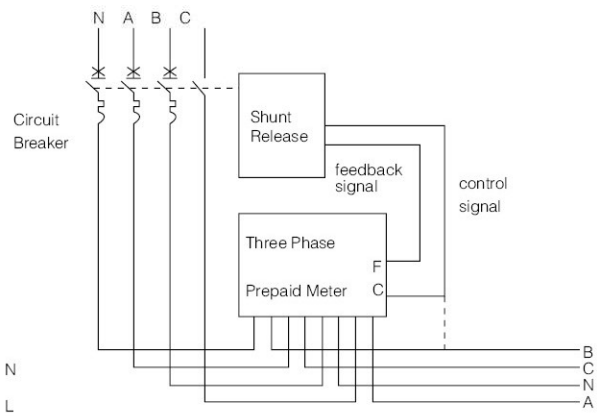 N A B C
Circuit
Breaker
Shunt
Release
feedback
signal
control
signal
Three Phase
F
Prepaid Meter C
B
C
N
A
N
L